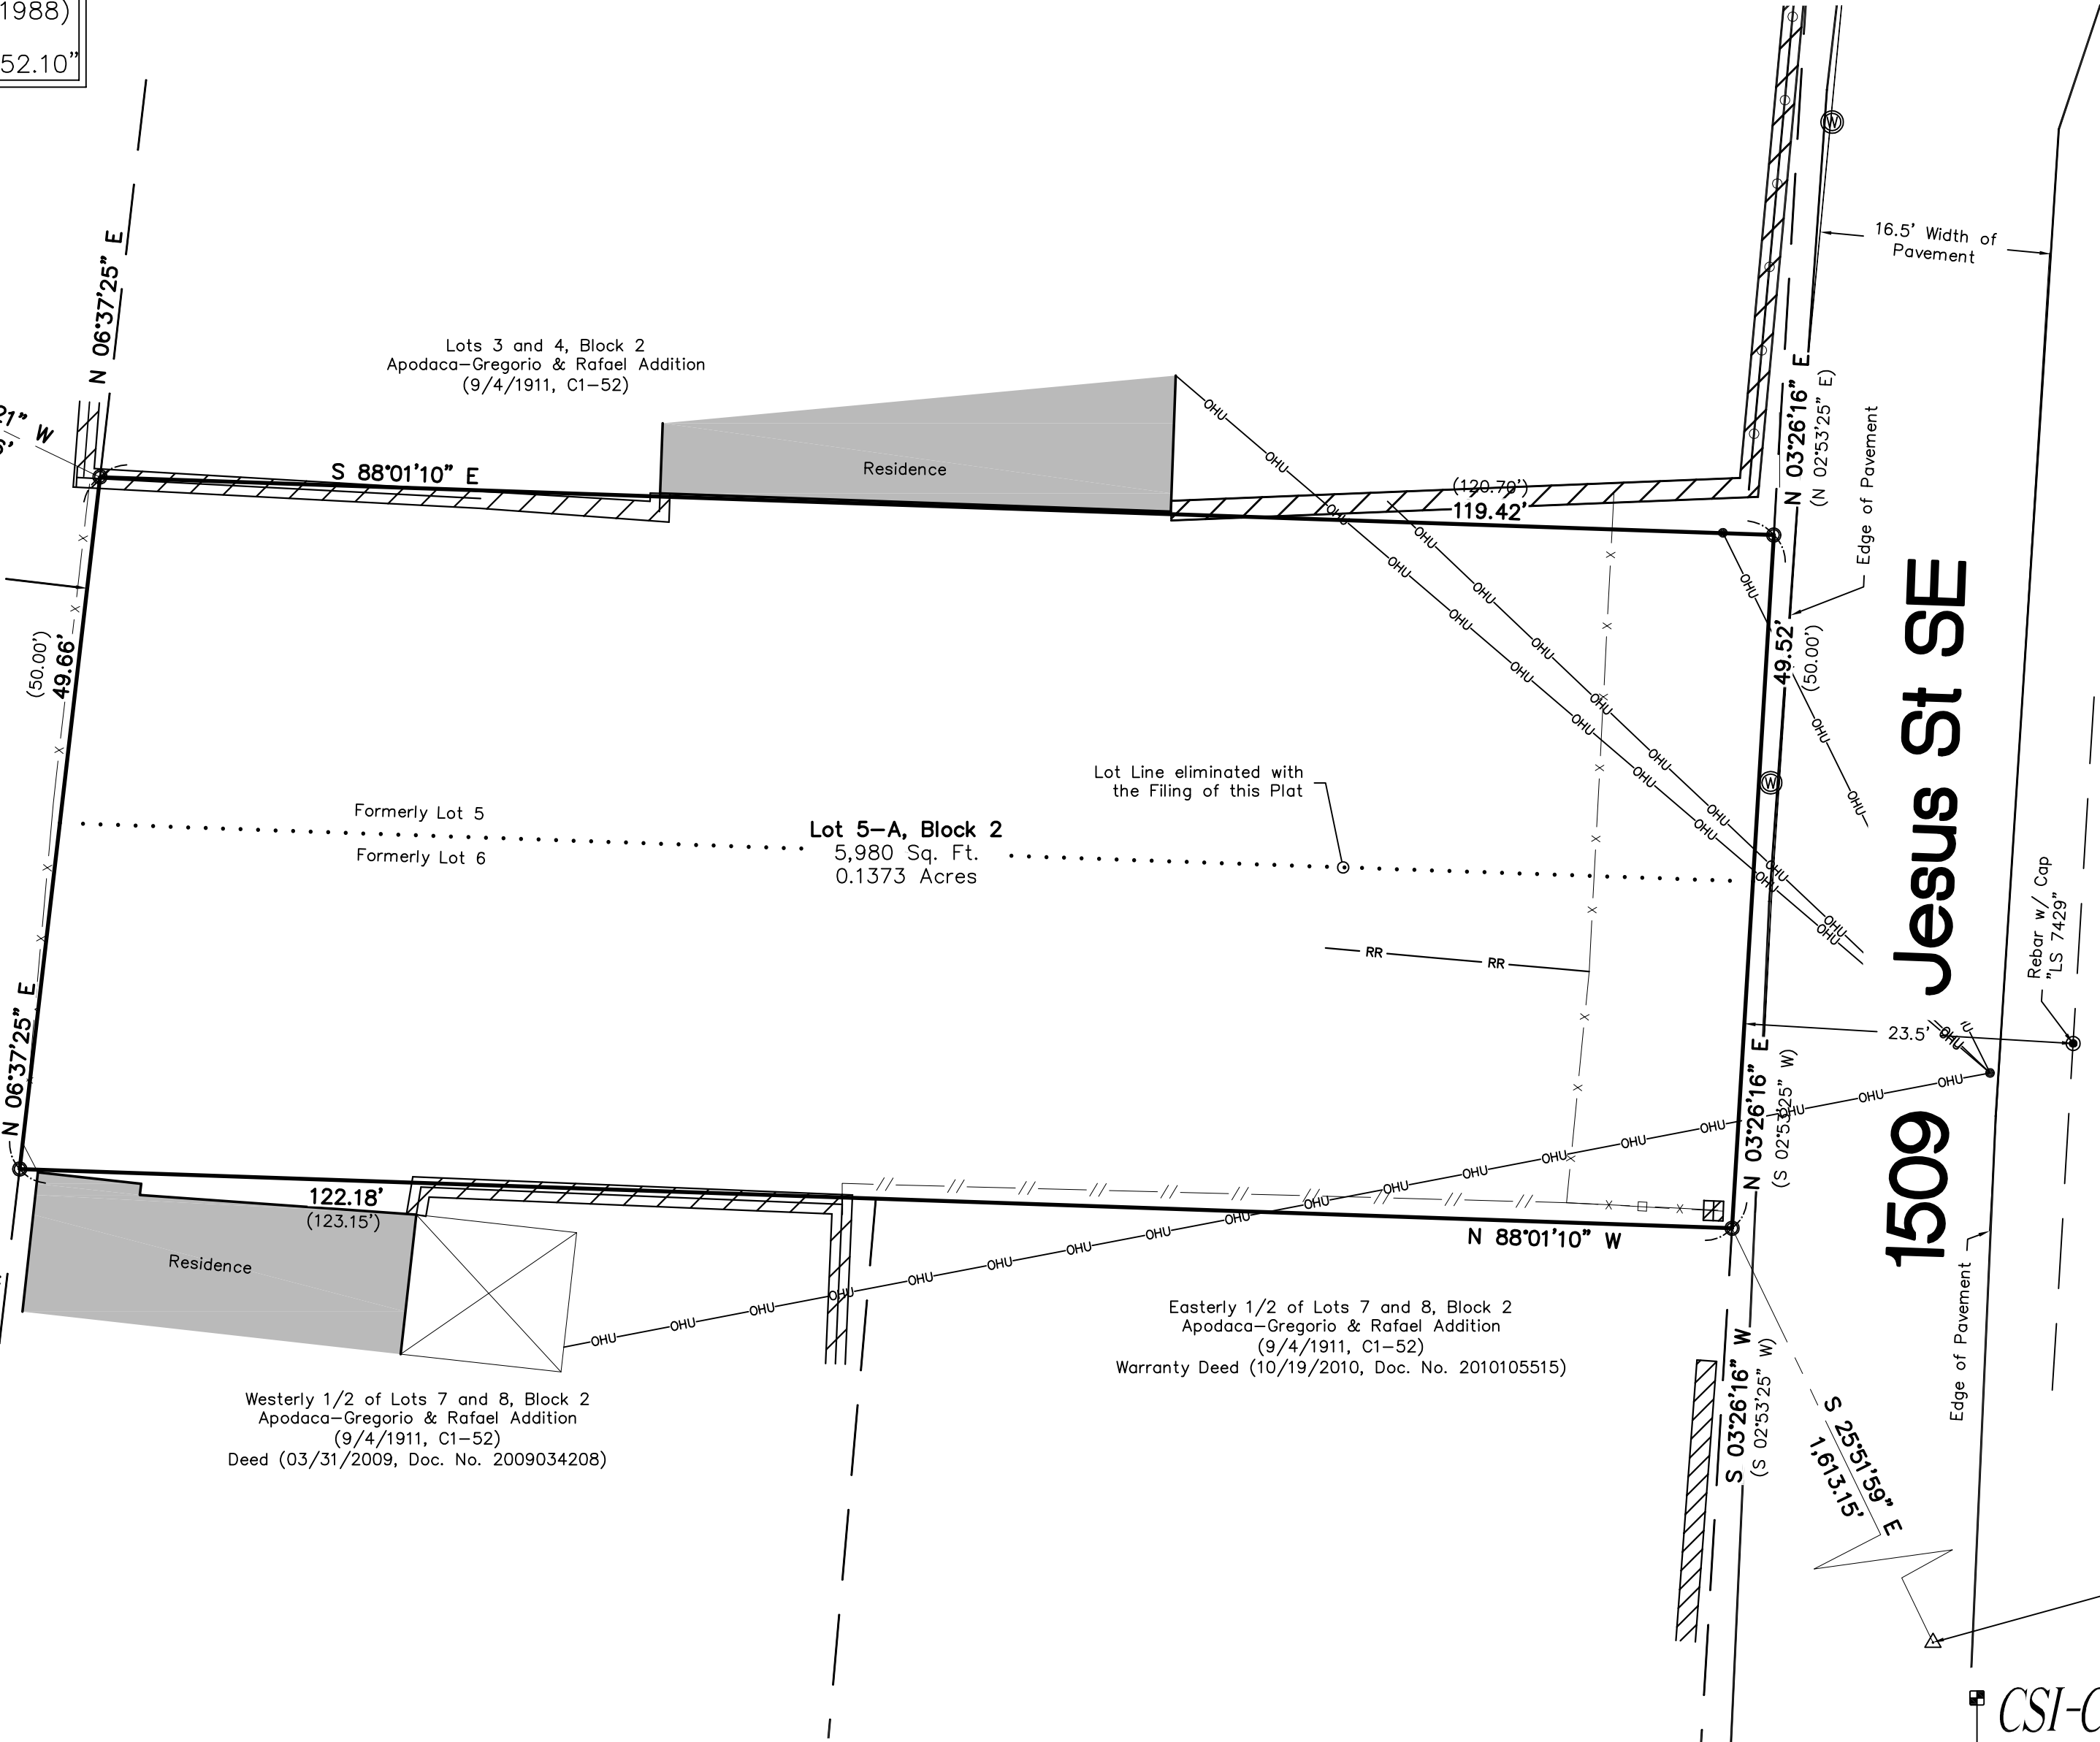 1988)
52.10"
N 06°37'25" E
21" W
Lots 3 and 4, Block 2
Apodaca-Gregorio & Rafael Addition
(9/4/1911, C1-52)
S 88°01'10" E
Residence
OHU
(120.70')
119.42'
16.5' Width of
Pavement
N 03°26'16" E
(N 02°53'25" E)
Edge of Pavement
(50.00')
49.66'
49.52'
(50.00')
Lot Line eliminated with
the Filing of this Plat
Formerly Lot 5
Formerly Lot 6
Lot 5-A, Block 2
5,980 Sq. Ft.
0.1373 Acres
RR RR
1509 Jesus St SE
Rebar w/ Cap
"LS 7429"
23.5'
N 06°37'25" E
N 03°26'16" E
(S 02°53'25" W)
122.18'
(123.15')
N 88°01'10" W
Residence
Easterly 1/2 of Lots 7 and 8, Block 2
Apodaca-Gregorio & Rafael Addition
(9/4/1911, C1-52)
Warranty Deed (10/19/2010, Doc. No. 2010105515)
Westerly 1/2 of Lots 7 and 8, Block 2
Apodaca-Gregorio & Rafael Addition
(9/4/1911, C1-52)
Deed (03/31/2009, Doc. No. 2009034208)
S 03°26'16" W
(S 02°53'25" W)
Edge of Pavement
S 25°51'59" E
1,613.15'
CSI-C